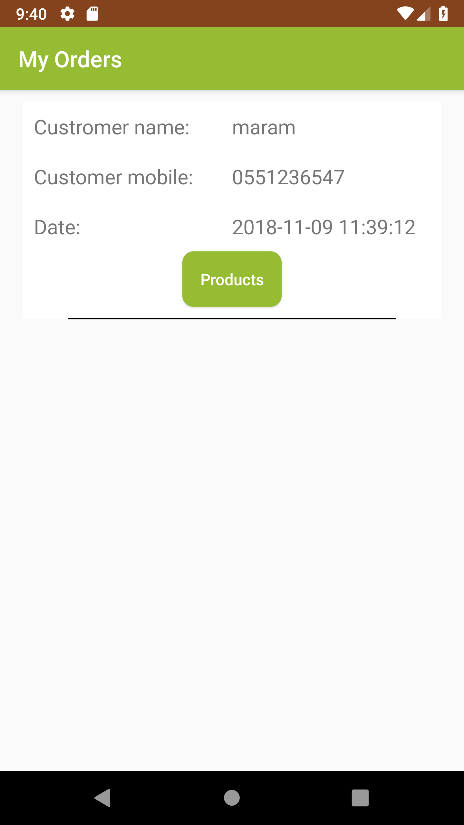 9:40
My Orders
Custromer name: maram
Customer mobile: 0551236547
Date: 2018-11-09 11:39:12
Products